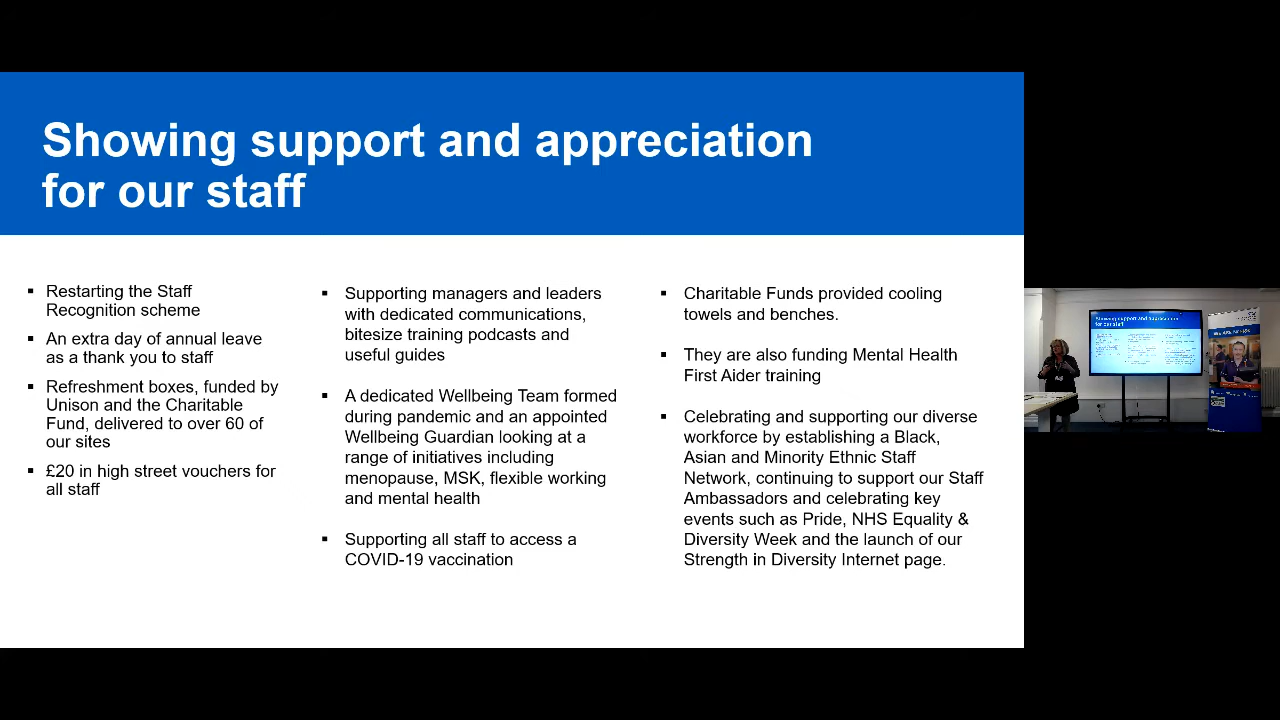 Showing support and appreciation
for our staff
▪ Restarting the Staff
Recognition scheme
▪ An extra day of annual leave
as a thank you to staff
▪ Refreshment boxes, funded by
Unison and the Charitable
Fund, delivered to over 60 of
our sites
▪ £20 in high street vouchers for
all staff
▪ Supporting managers and leaders
with dedicated communications,
bitesize training podcasts and
useful guides
▪ A dedicated Wellbeing Team formed
during pandemic and an appointed
Wellbeing Guardian looking at a
range of initiatives including
menopause, MSK, flexible working
and mental health
▪ Supporting all staff to access a
COVID-19 vaccination
▪ Charitable Funds provided cooling
towels and benches.
▪ They are also funding Mental Health
First Aider training
▪ Celebrating and supporting our diverse
workforce by establishing a Black,
Asian and Minority Ethnic Staff
Network, continuing to support our Staff
Ambassadors and celebrating key
events such as Pride, NHS Equality &
Diversity Week and the launch of our
Strength in Diversity Internet page.
Showing support and appreciation
for our staff